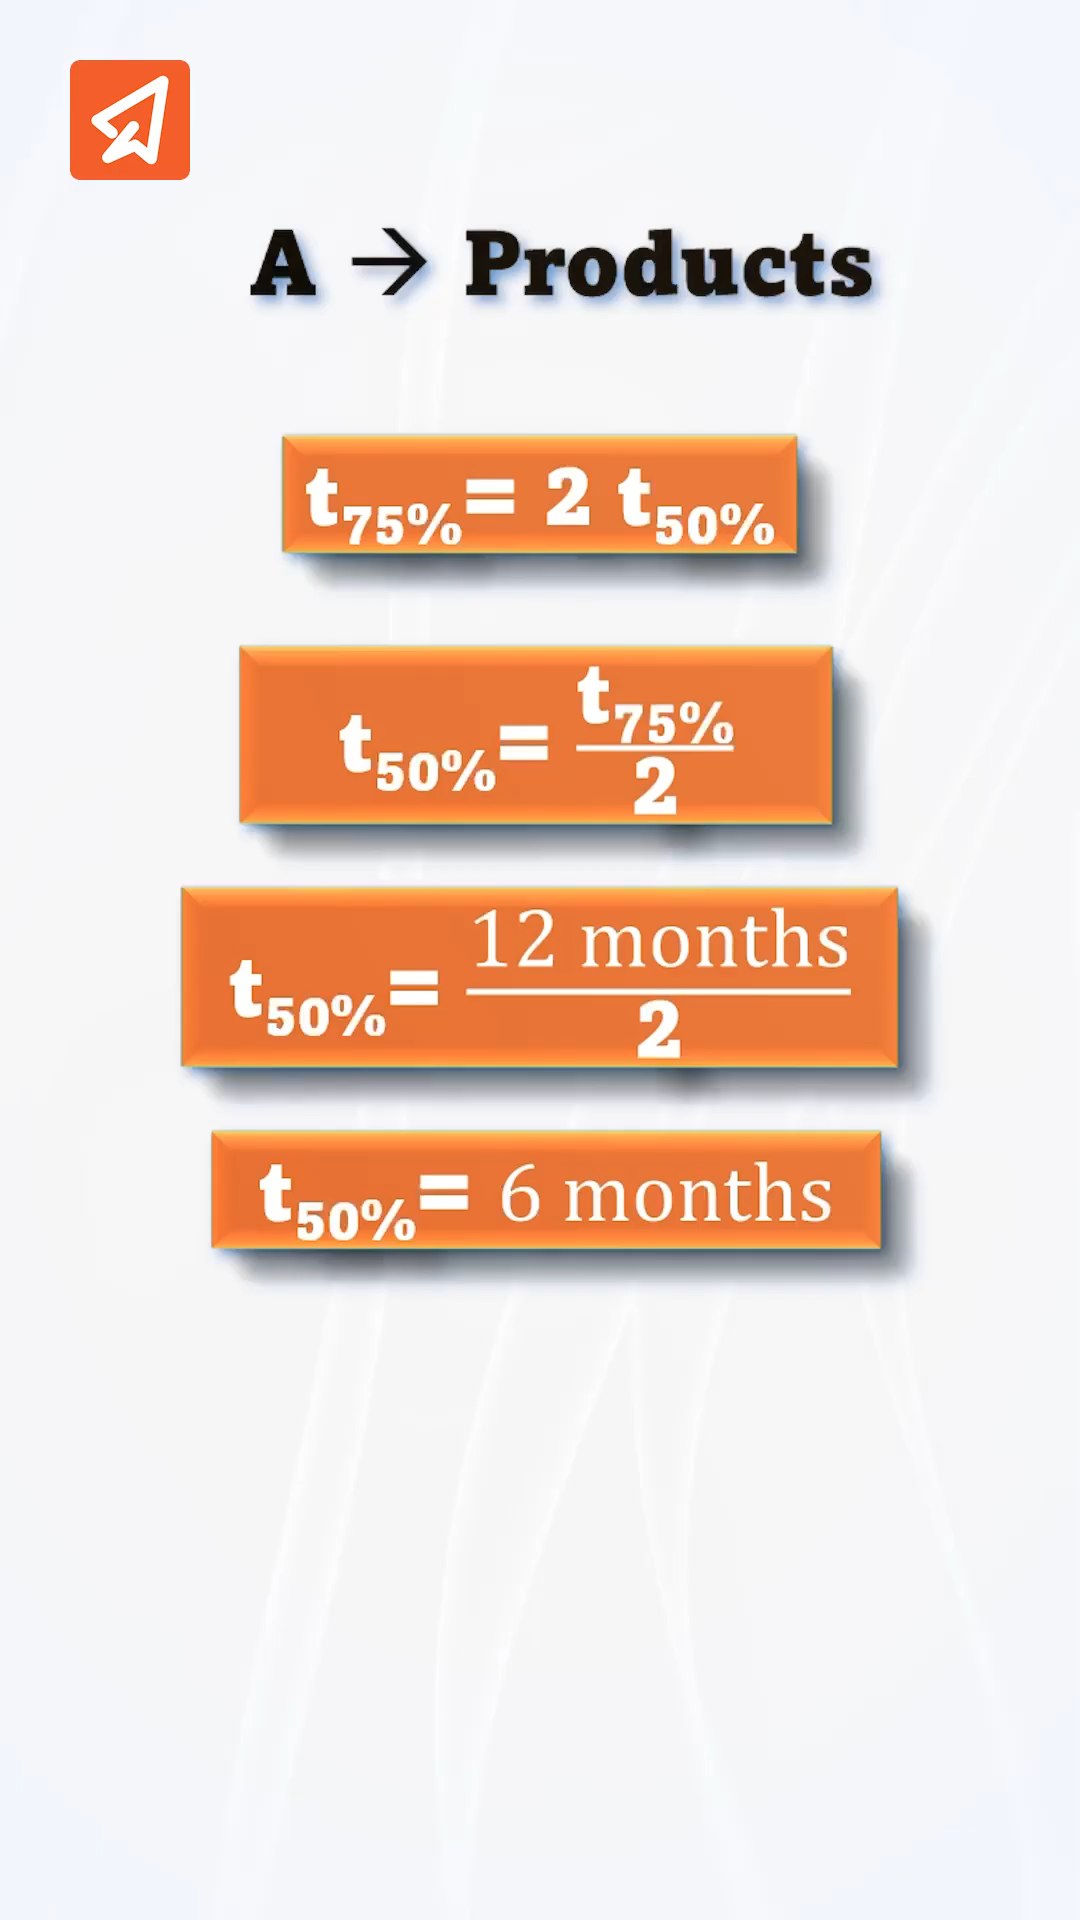 A → Products
t₇₅%= 2 t₅₀%
t₅₀%= t₇₅%/2
t₅₀%= 12 months/2
t₅₀%= 6 months